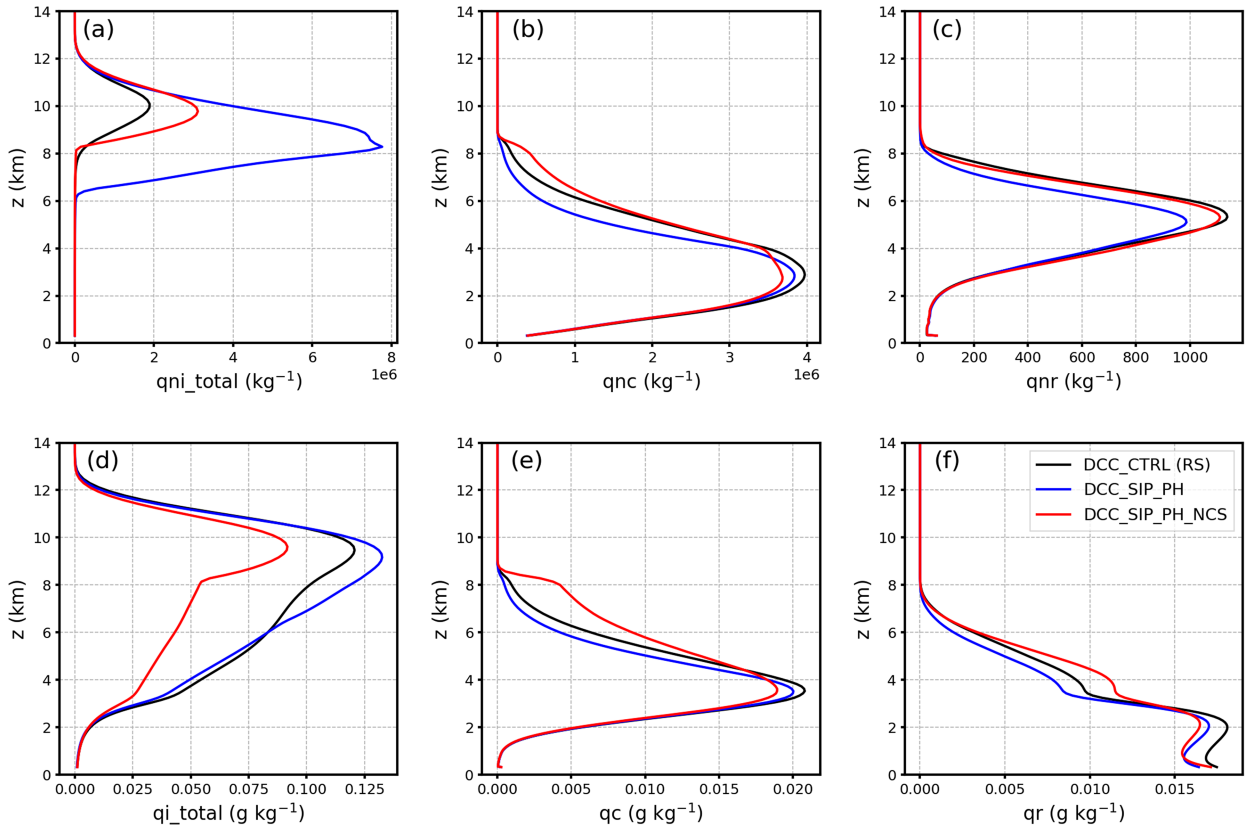 14
12
10
8
6
4
2
0
z (km)
(a)
0 2 4 6 8
1e6
qni_total (kg⁻¹)
14
12
10
8
6
4
2
0
z (km)
(b)
0 1 2 3 4
1e6
qnc (kg⁻¹)
14
12
10
8
6
4
2
0
z (km)
(c)
0 200 400 600 800 1000
qnr (kg⁻¹)
14
12
10
8
6
4
2
0
z (km)
(d)
0.000 0.025 0.050 0.075 0.100 0.125
qi_total (g kg⁻¹)
14
12
10
8
6
4
2
0
z (km)
(e)
0.000 0.005 0.010 0.015 0.020
qc (g kg⁻¹)
14
12
10
8
6
4
2
0
z (km)
(f)
DCC_CTRL (RS)
DCC_SIP_PH
DCC_SIP_PH_NCS
0.000 0.005 0.010 0.015
qr (g kg⁻¹)